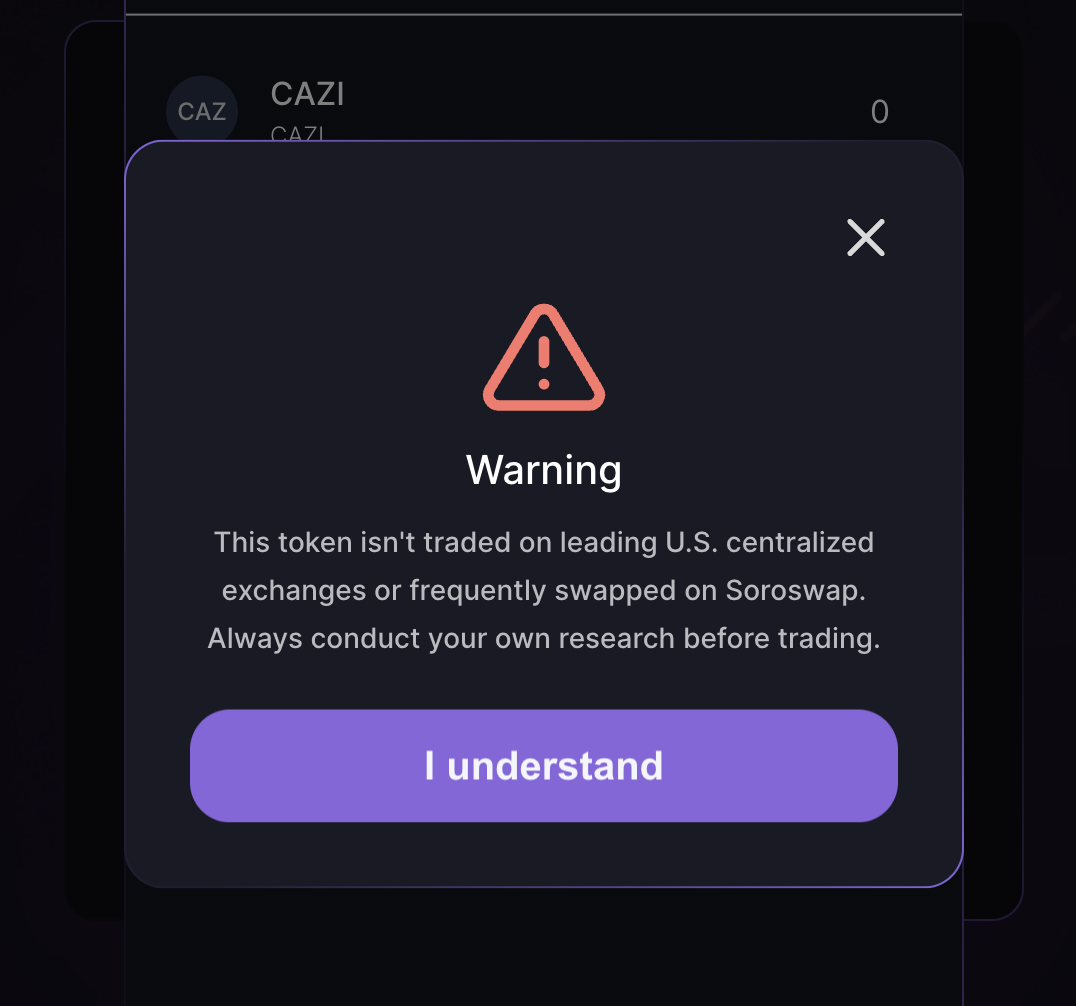 CAZ
CAZI
0
CAZI
Warning
This token isn't traded on leading U.S. centralized
exchanges or frequently swapped on Soroswap.
Always conduct your own research before trading.
I understand